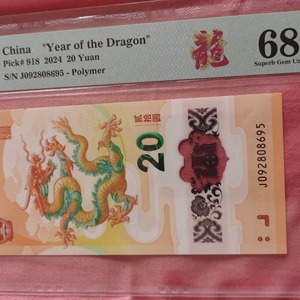 China "Year of the Dragon"
Pick# 918 2024 20 Yuan
S/N J092808695 - Polymer
龍
68
Superb Gem Un
20
贰拾圆
J092808695